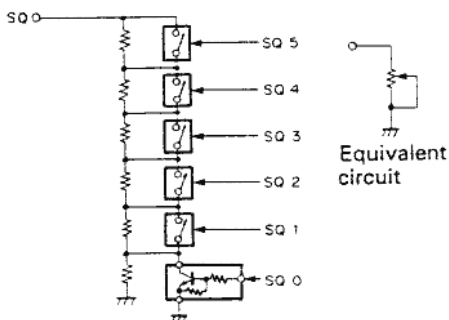 SQ
SQ 5
SQ 4
SQ 3
SQ 2
SQ 1
SQ 0
Equivalent
circuit